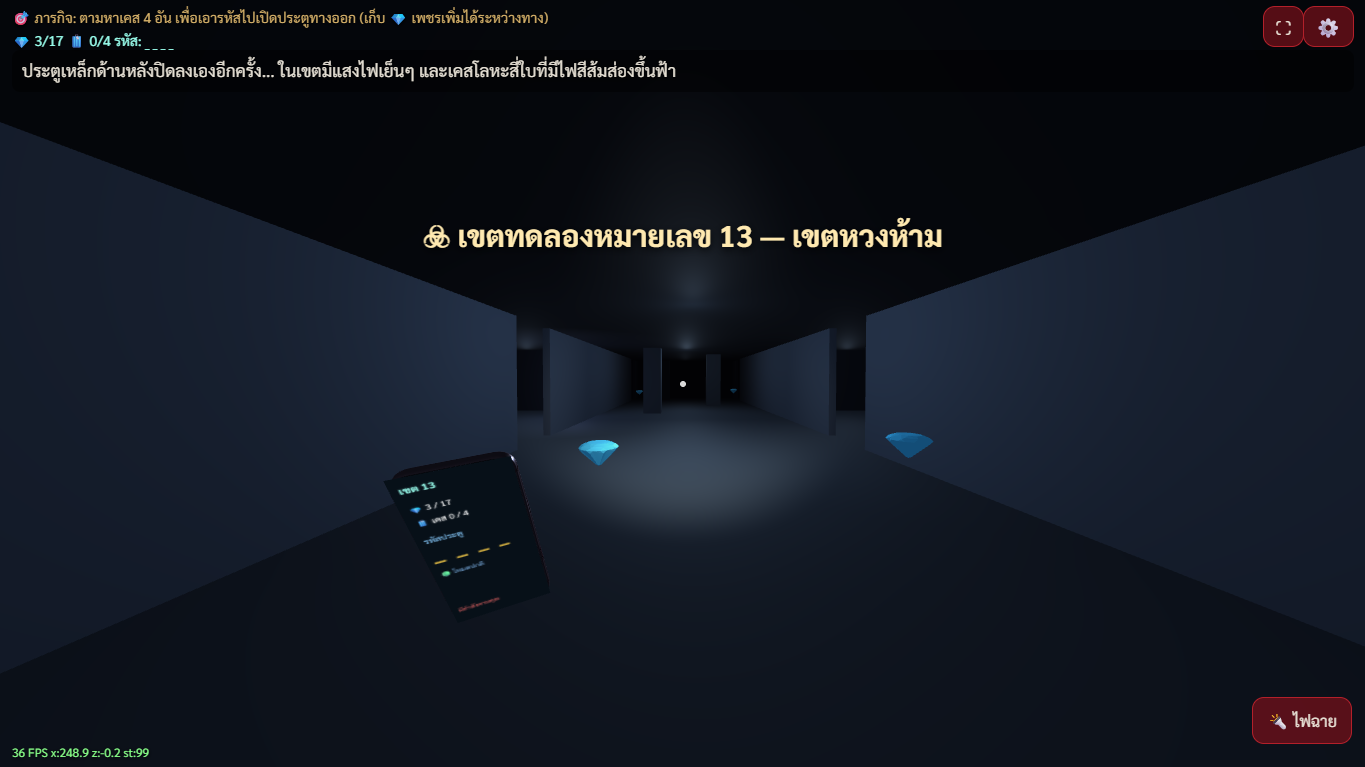 🎯 ภารกิจ: ตามหาเคส 4 อัน เพื่อเอารหัสไปเปิดประตูทางออก (เก็บ 💎 เพชรเพิ่มได้ระหว่างทาง)
💎 3/17 📘 0/4 รหัส: _ _ _ _
ประตูเหล็กด้านหลังปิดลงเองอีกครั้ง... ในเขตมีแสงไฟเย็นๆ และเคสโลหะสี่ใบที่มีไฟสีส้มส่องขึ้นฟ้า
☣ เขตทดลองหมายเลข 13 — เขตหวงห้าม
เขต 13
💎 3 / 17
📘 เคส 0 / 4
รหัสประตู
_ _ _ _
🔦 ไฟฉาย
36 FPS x:248.9 z:-0.2 st:99